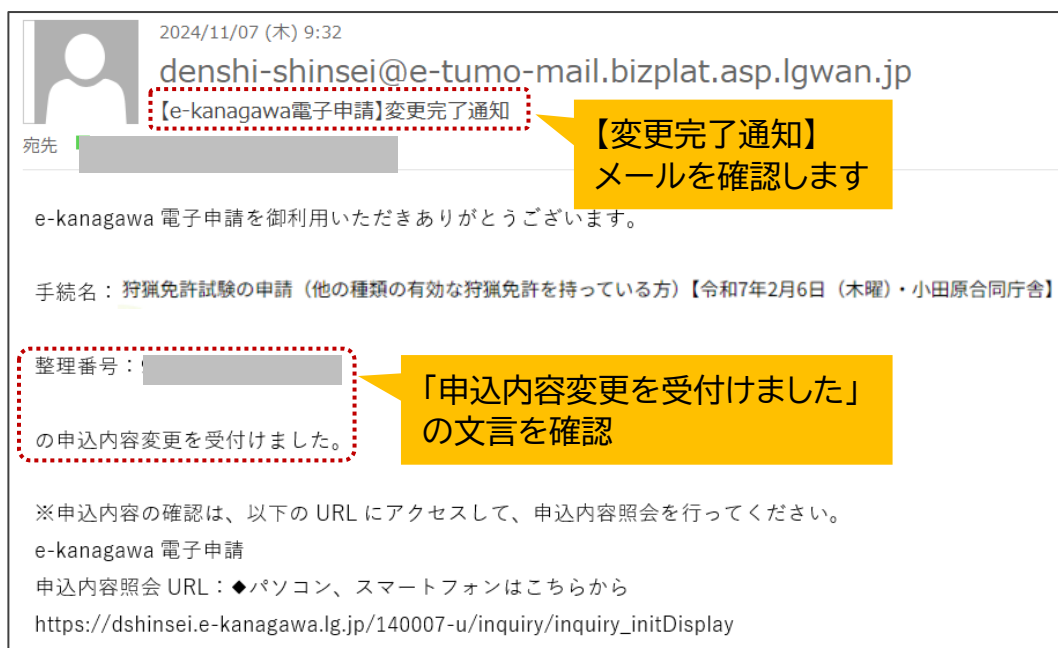 2024/11/07 (木) 9:32
denshi-shinsei@e-tumo-mail.bizplat.asp.lgwan.jp
【e-kanagawa電子申請】変更完了通知
宛先
【変更完了通知】
メールを確認します
e-kanagawa 電子申請を御利用いただきありがとうございます。
手続名：狩猟免許試験の申請（他の種類の有効な狩猟免許を持っている方）【令和7年2月6日（木曜）・小田原合同庁舎】
整理番号：
「申込内容変更を受付けました」
の文言を確認
の申込内容変更を受付けました。
※申込内容の確認は、以下の URL にアクセスして、申込内容照会を行ってください。
e-kanagawa 電子申請
申込内容照会 URL：◆パソコン、スマートフォンはこちらから
https://dshinsei.e-kanagawa.lg.jp/140007-u/inquiry/inquiry_initDisplay